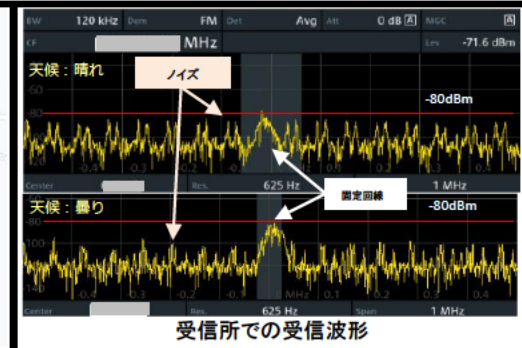 BW 120 kHz Dem FM Det Avg Att 0 dB A MGC A
CF MHz Lev -71.6 dBm
天候：晴れ
ノイズ
-60
-80dBm
-80
-0.4 0.3 0.2 0.4
Center Res. 625 Hz 1 MHz
固定回線
天候：曇り
-80dBm
-80
-100
-140
-0.4 0.3 -0.2 -0.1 MHz 0.1 0.2 0.3 0.4
Center Res. 625 Hz Span 1 MHz
受信所での受信波形